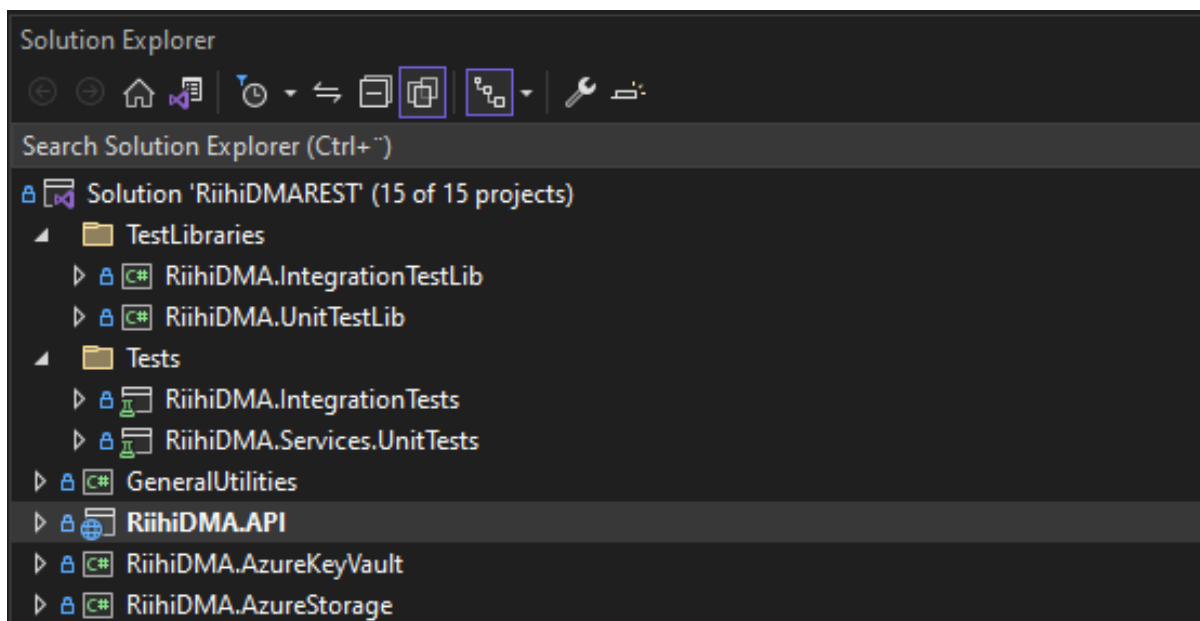 Solution Explorer
Search Solution Explorer (Ctrl+¨)
Solution 'RiihiDMAREST' (15 of 15 projects)
TestLibraries
C# RiihiDMA.IntegrationTestLib
C# RiihiDMA.UnitTestLib
Tests
RiihiDMA.IntegrationTests
RiihiDMA.Services.UnitTests
C# GeneralUtilities
RiihiDMA.API
C# RiihiDMA.AzureKeyVault
C# RiihiDMA.AzureStorage